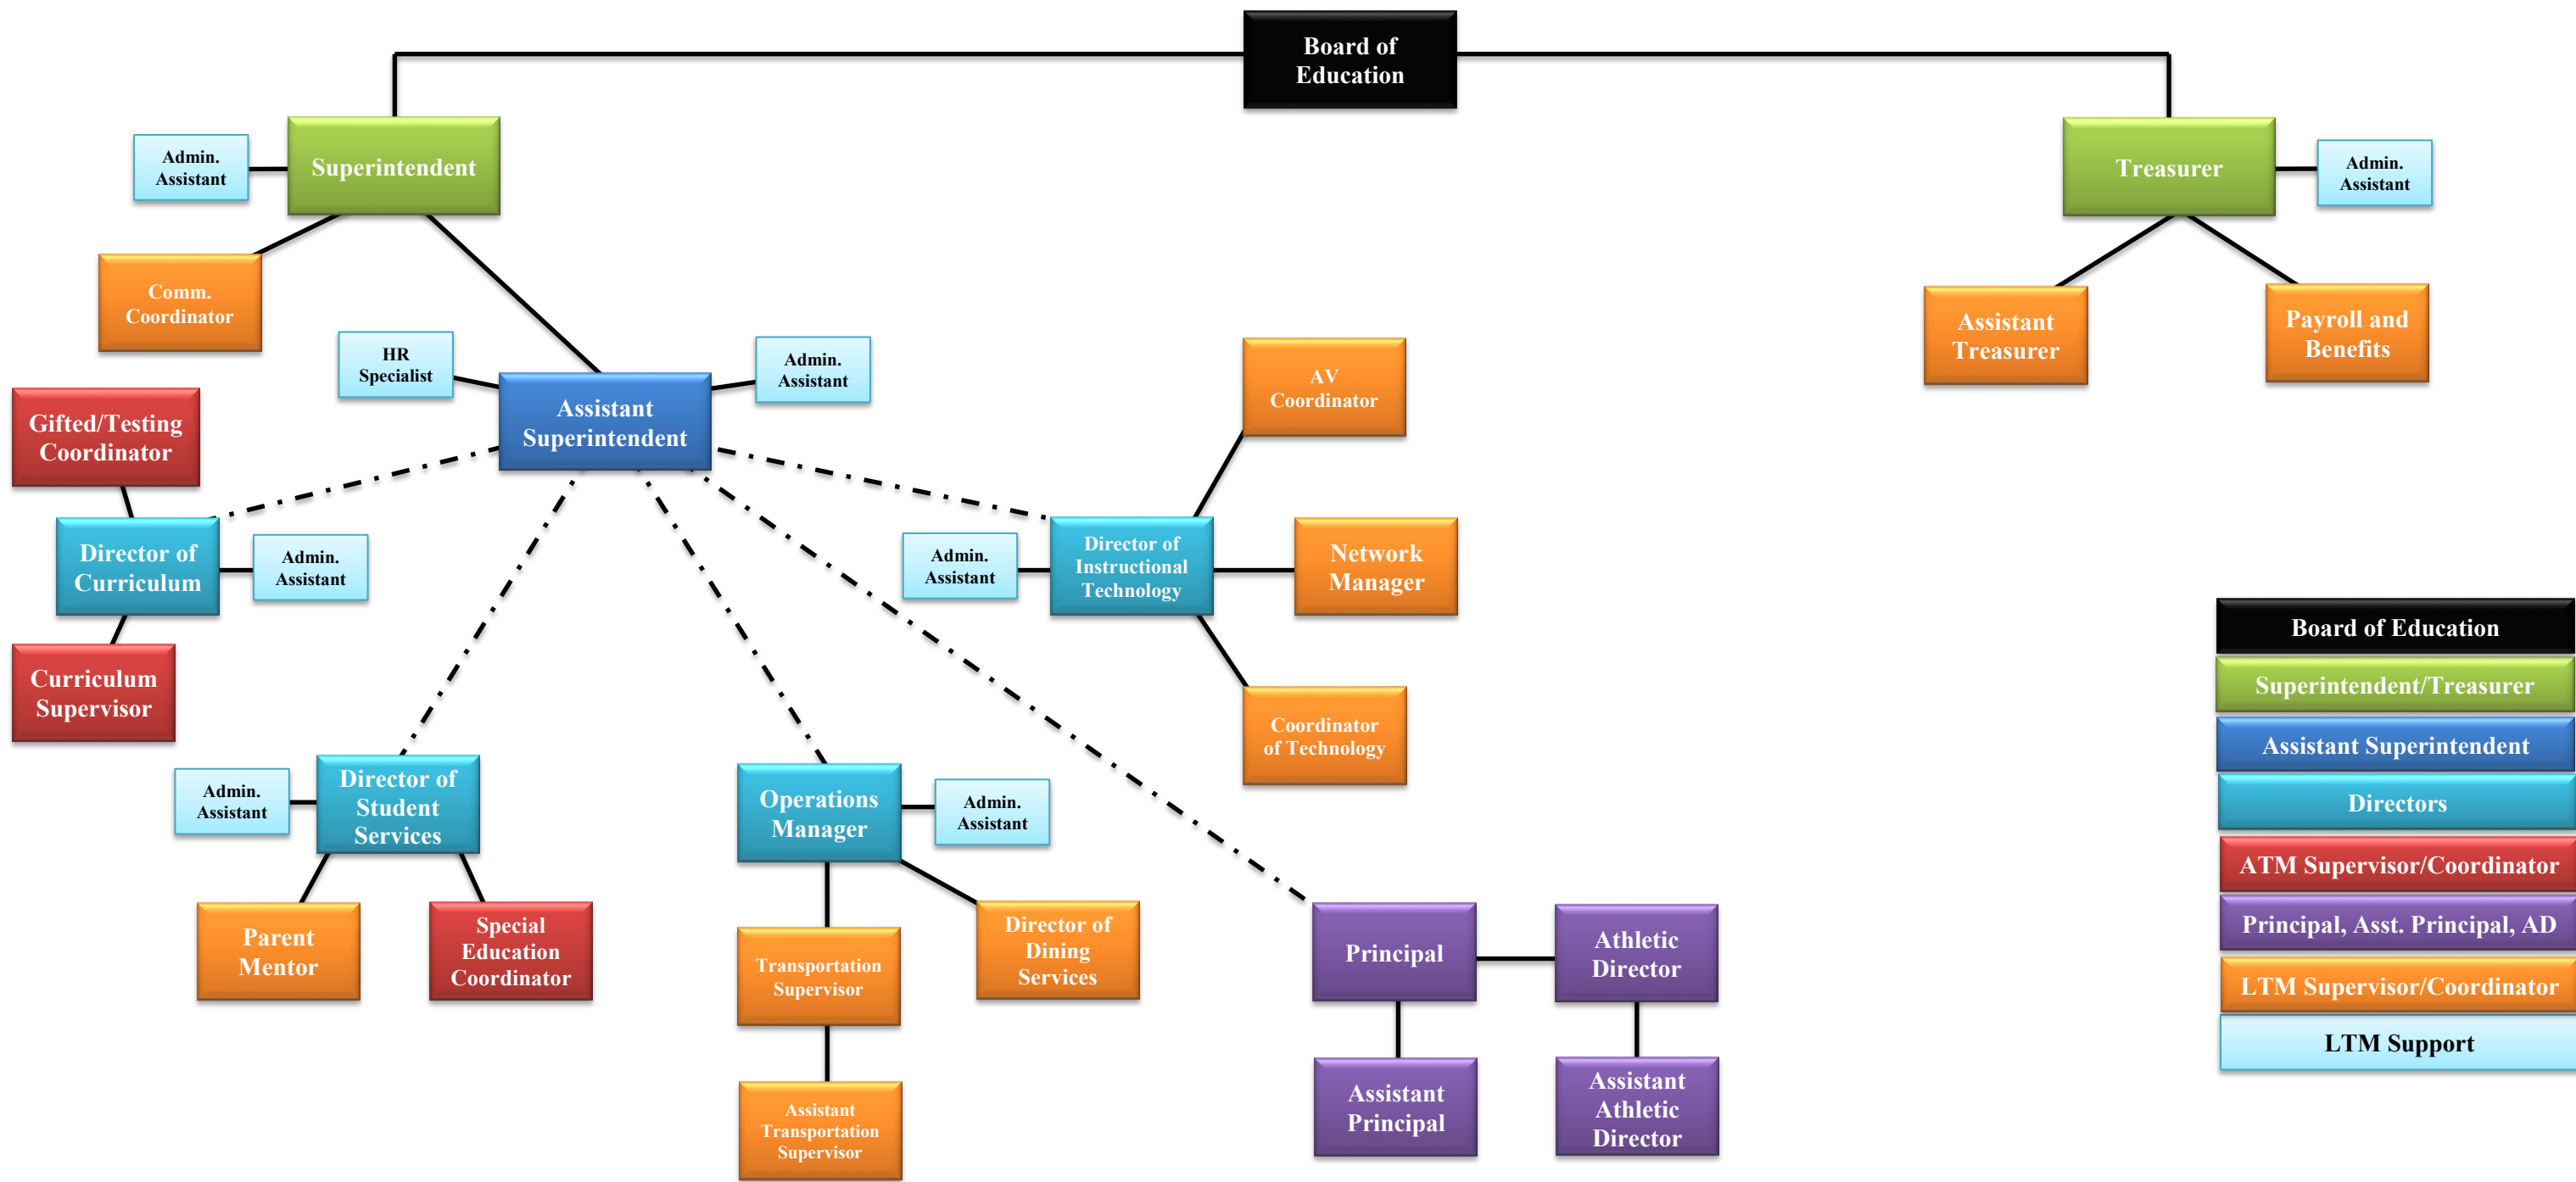 Board of
Education
Superintendent
Admin.
Assistant
Treasurer
Admin.
Assistant
Comm.
Coordinator
Assistant
Treasurer
Payroll and
Benefits
HR
Specialist
Admin.
Assistant
Assistant
Superintendent
AV
Coordinator
Gifted/Testing
Coordinator
Director of
Curriculum
Admin.
Assistant
Admin.
Assistant
Director of
Instructional
Technology
Network
Manager
Curriculum
Supervisor
Coordinator
of Technology
Admin.
Assistant
Director of
Student
Services
Operations
Manager
Admin.
Assistant
Parent
Mentor
Special
Education
Coordinator
Transportation
Supervisor
Director of
Dining
Services
Principal
Athletic
Director
Assistant
Transportation
Supervisor
Assistant
Principal
Assistant
Athletic
Director
Board of Education
Superintendent/Treasurer
Assistant Superintendent
Directors
ATM Supervisor/Coordinator
Principal, Asst. Principal, AD
LTM Supervisor/Coordinator
LTM Support